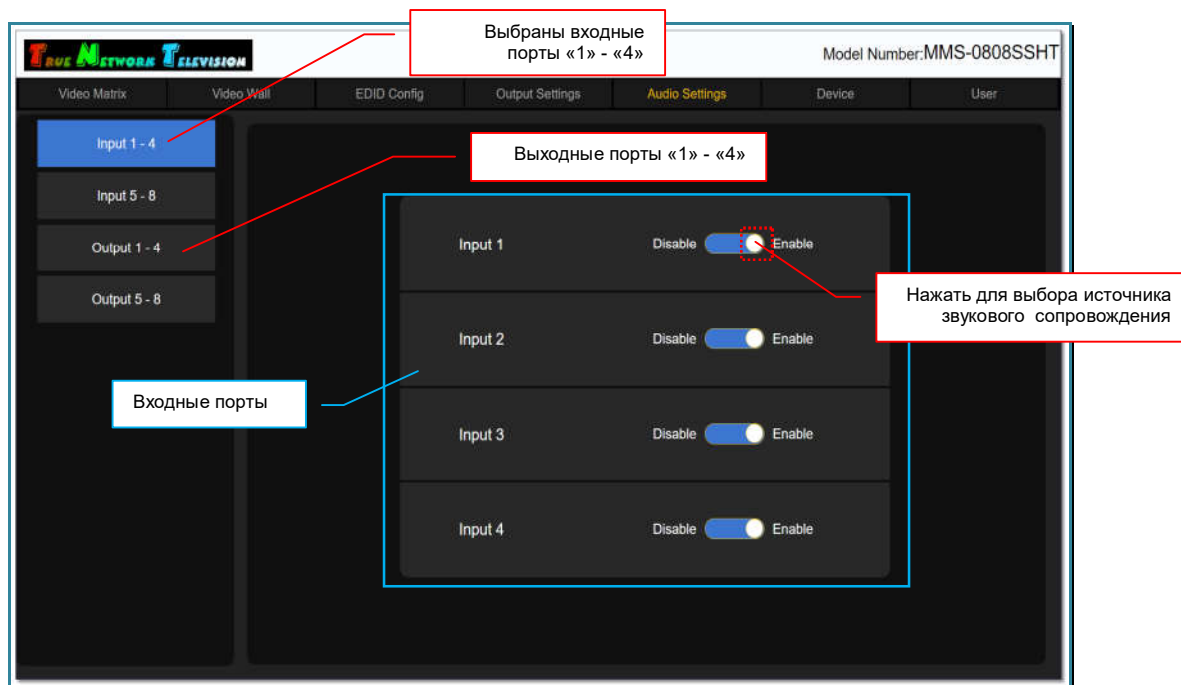 Выбраны входные
порты «1» - «4»
TRUE NETWORK TELEVISION
Model Number:MMS-0808SSHT
Video Matrix Video Wall EDID Config Output Settings Audio Settings Device User
Input 1 - 4
Выходные порты «1» - «4»
Input 5 - 8
Output 1 - 4
Output 5 - 8
Input 1 Disable Enable
Нажать для выбора источника
звукового сопровождения
Input 2 Disable Enable
Входные порты
Input 3 Disable Enable
Input 4 Disable Enable